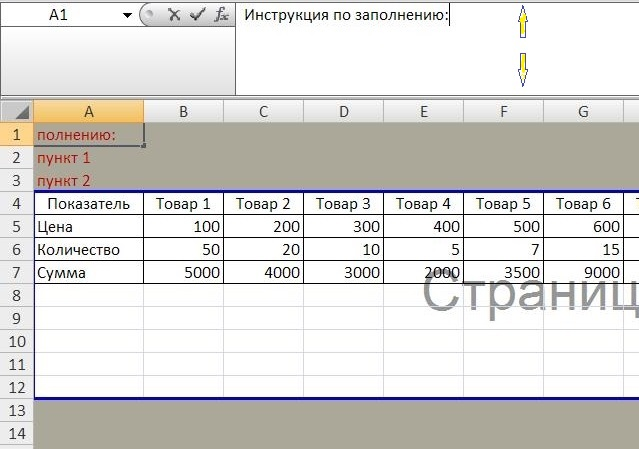 A1 fx Инструкция по заполнению:
A B C D E F G
1 полнению:
2 пункт 1
3 пункт 2
4 Показатель Товар 1 Товар 2 Товар 3 Товар 4 Товар 5 Товар 6
5 Цена 100 200 300 400 500 600
6 Количество 50 20 10 5 7 15
7 Сумма 5000 4000 3000 2000 3500 9000
Страниц
8
9
10
11
12
13
14